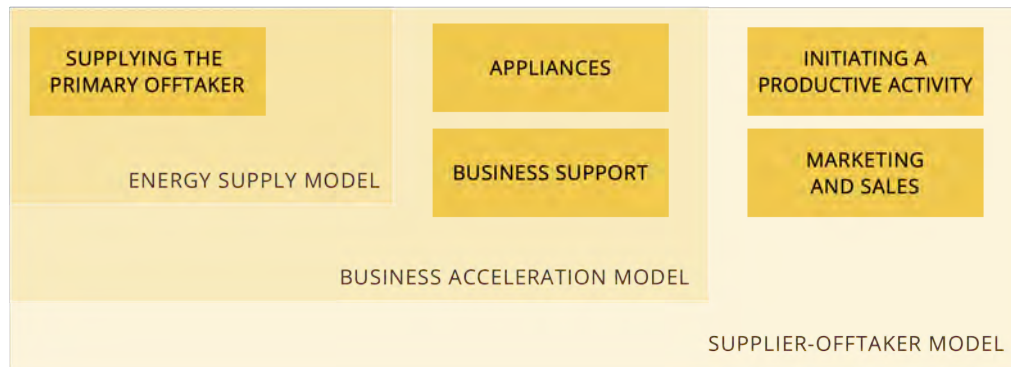 SUPPLYING THE
PRIMARY OFFTAKER
ENERGY SUPPLY MODEL
APPLIANCES
BUSINESS SUPPORT
BUSINESS ACCELERATION MODEL
INITIATING A
PRODUCTIVE ACTIVITY
MARKETING
AND SALES
SUPPLIER-OFFTAKER MODEL